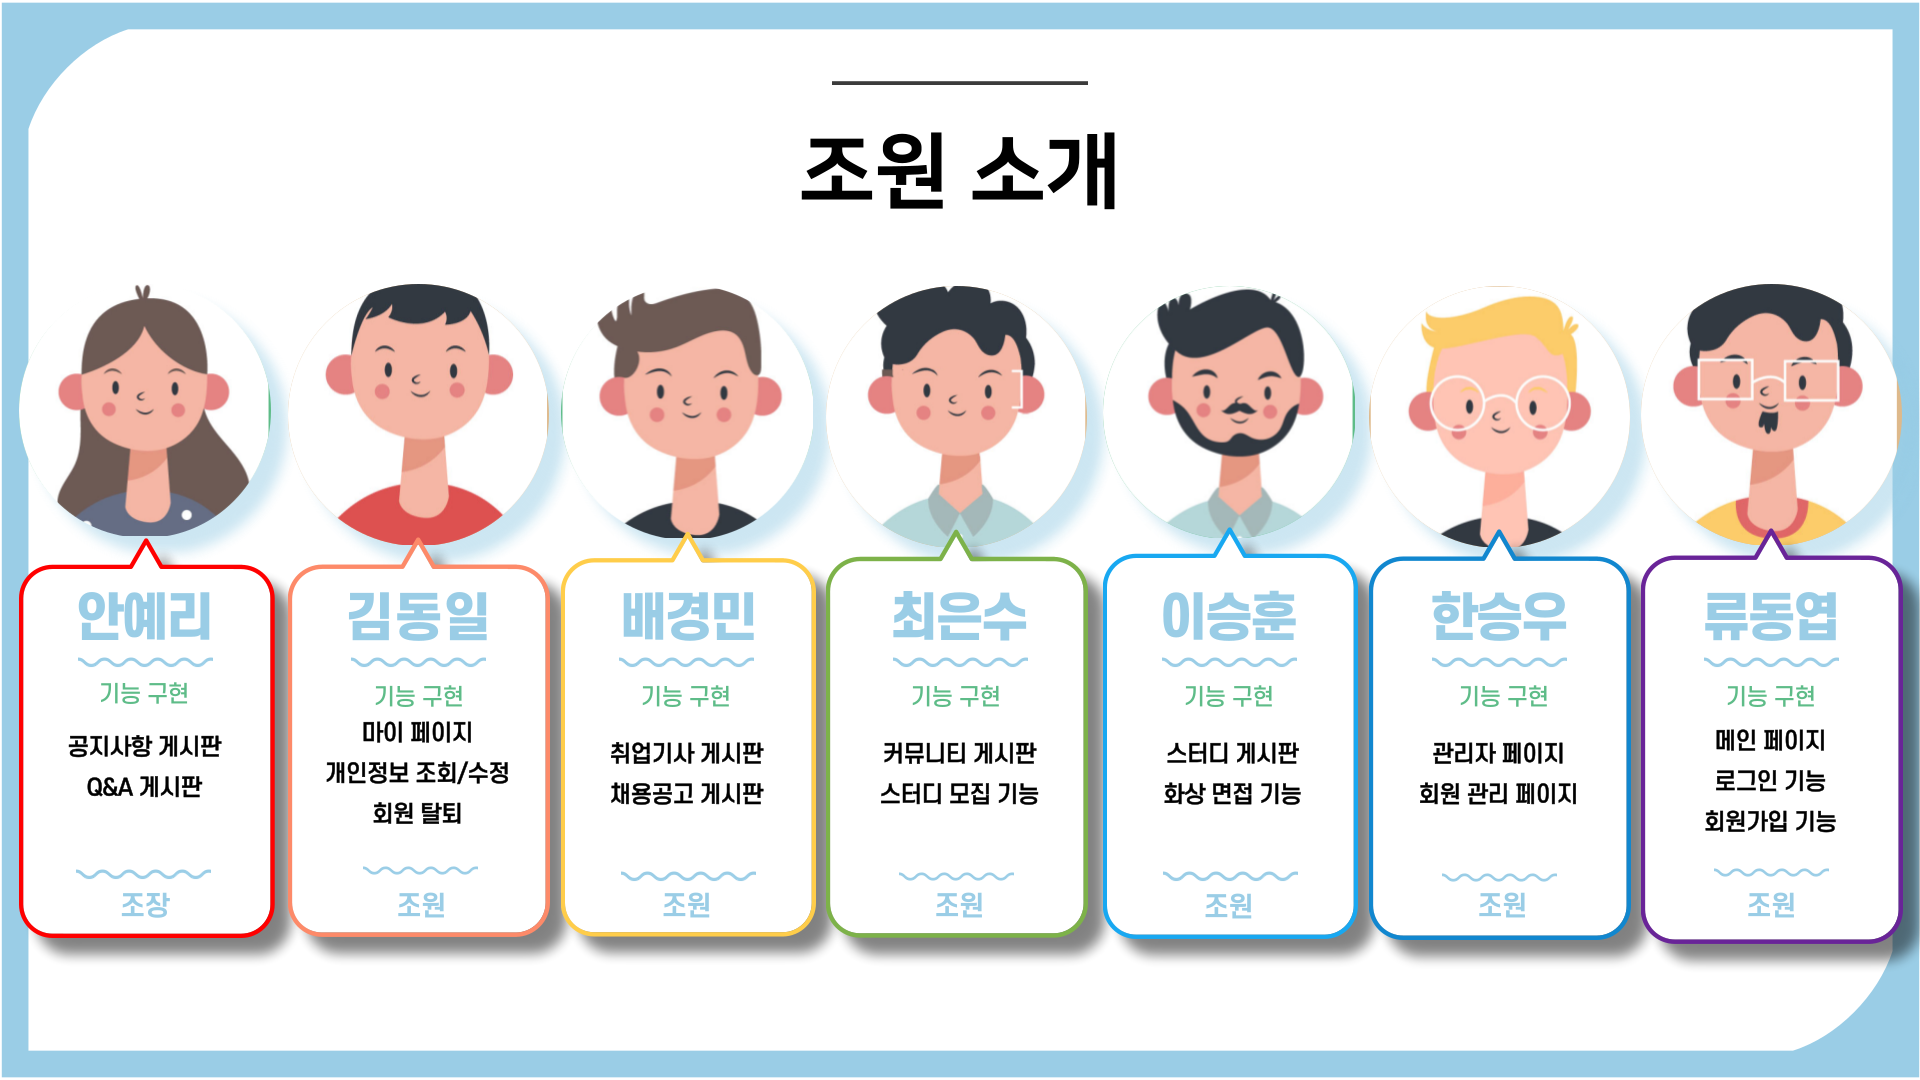 조원 소개
안예리
기능 구현
공지사항 게시판
Q&A 게시판
조장
김동일
기능 구현
마이 페이지
개인정보 조회/수정
회원 탈퇴
조원
배경민
기능 구현
취업기사 게시판
채용공고 게시판
조원
최은수
기능 구현
커뮤니티 게시판
스터디 모집 기능
조원
이승훈
기능 구현
스터디 게시판
화상 면접 기능
조원
한승우
기능 구현
관리자 페이지
회원 관리 페이지
조원
류동엽
기능 구현
메인 페이지
로그인 기능
회원가입 기능
조원